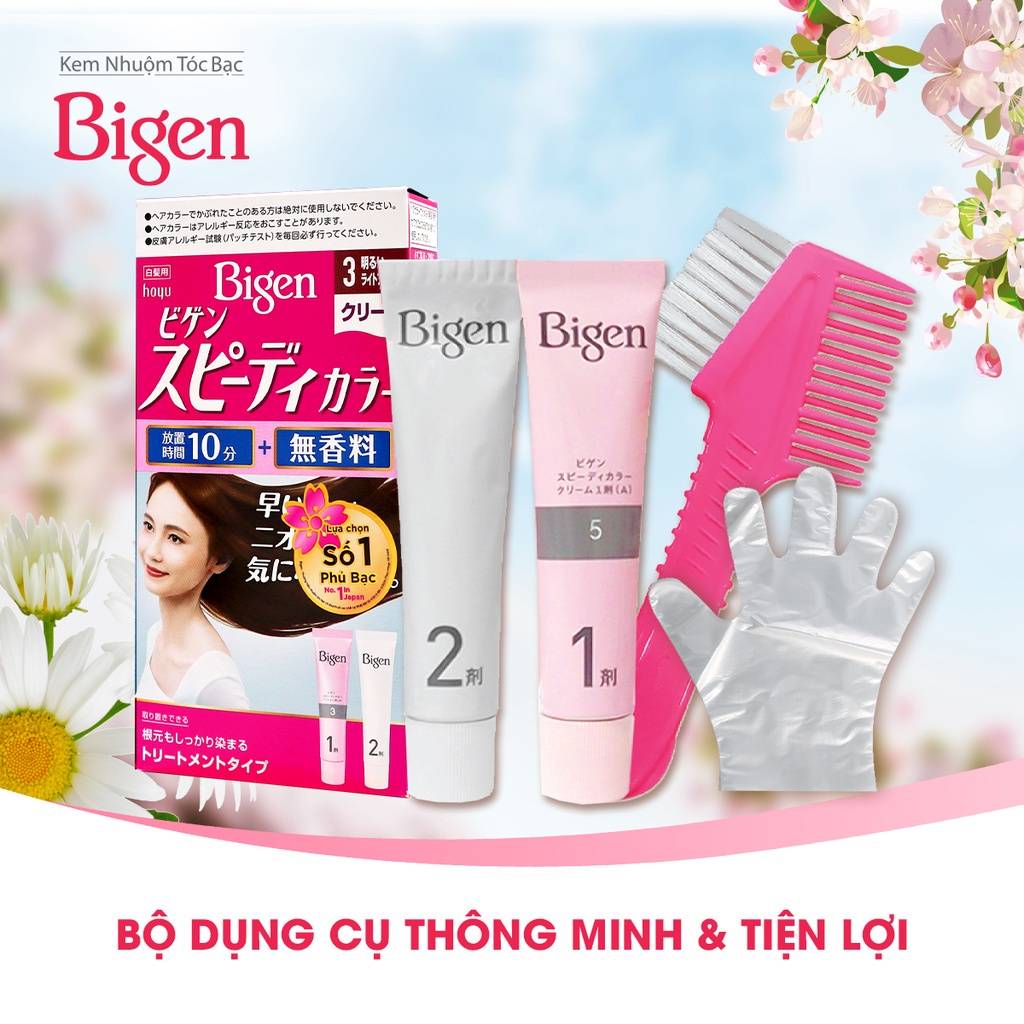 Kem Nhuộm Tóc Bạc
Bigen
●ヘアカラーでかぶれたことのある方は絶対に使用しないでください。
●ヘアカラーはアレルギー反応をおこすことがあります。
●皮膚アレルギー試験(パッチテスト)を毎回必ず行ってください。
白髪用
hoyu
Bigen
3
ビゲン
スピーディカラー
放置時間10分
+
無香料
Lựa chọn
Số 1
Phủ Bạc
No.1 in
Japan
Bigen
3
1剤
Bigen
2剤
取り置きできる
根元もしっかり染まる
トリートメントタイプ
Bigen
2剤
Bigen
ビゲン
スピーディカラー
クリーム1剤(A)
5
1剤
BỘ DỤNG CỤ THÔNG MINH & TIỆN LỢI